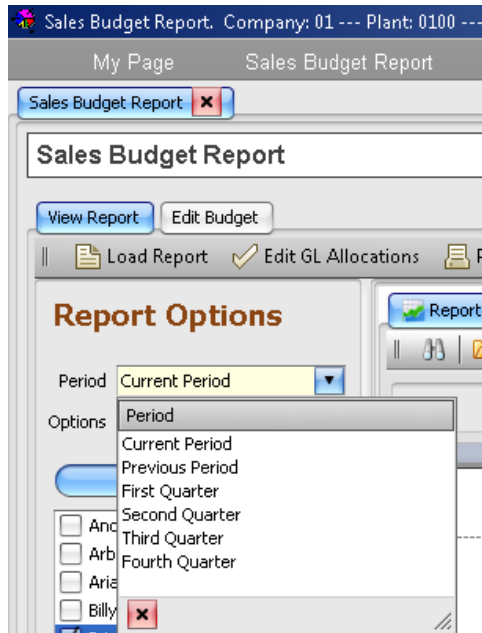 Sales Budget Report. Company: 01 --- Plant: 0100 ---
My Page Sales Budget Report
Sales Budget Report
Sales Budget Report
View Report Edit Budget
Load Report Edit GL Allocations
Report Options
Report
Period Current Period
Options Period
Current Period
Previous Period
First Quarter
Second Quarter
Third Quarter
Fourth Quarter
Billy